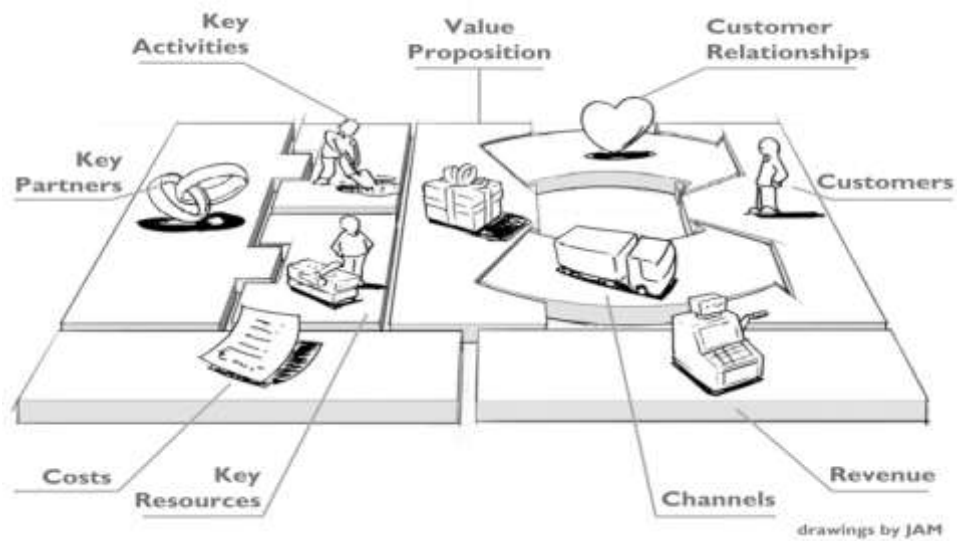 Key
Activities
Value
Proposition
Customer
Relationships
Key
Partners
Customers
Costs
Key
Resources
Channels
Revenue
drawings by JAM